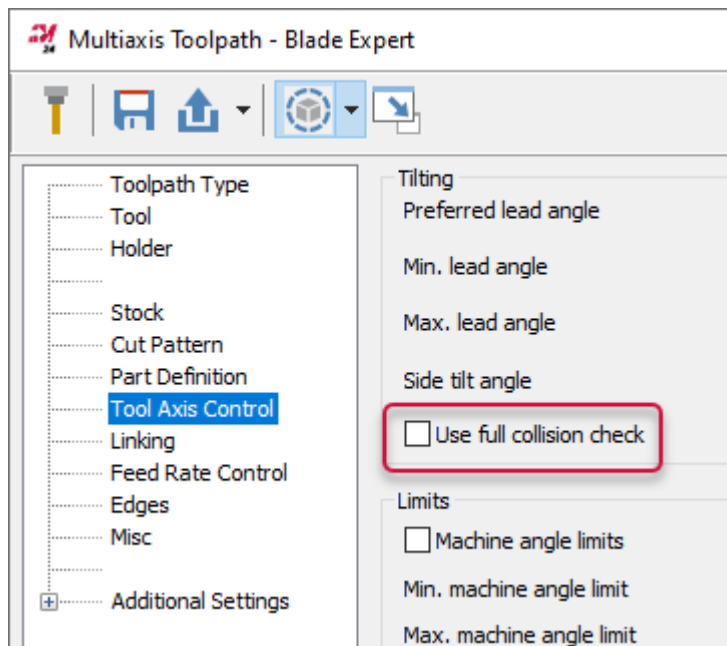 Multiaxis Toolpath - Blade Expert
Toolpath Type
Tool
Holder
Stock
Cut Pattern
Part Definition
Tool Axis Control
Linking
Feed Rate Control
Edges
Misc
Additional Settings
Tilting
Preferred lead angle
Min. lead angle
Max. lead angle
Side tilt angle
Use full collision check
Limits
Machine angle limits
Min. machine angle limit
Max. machine angle limit